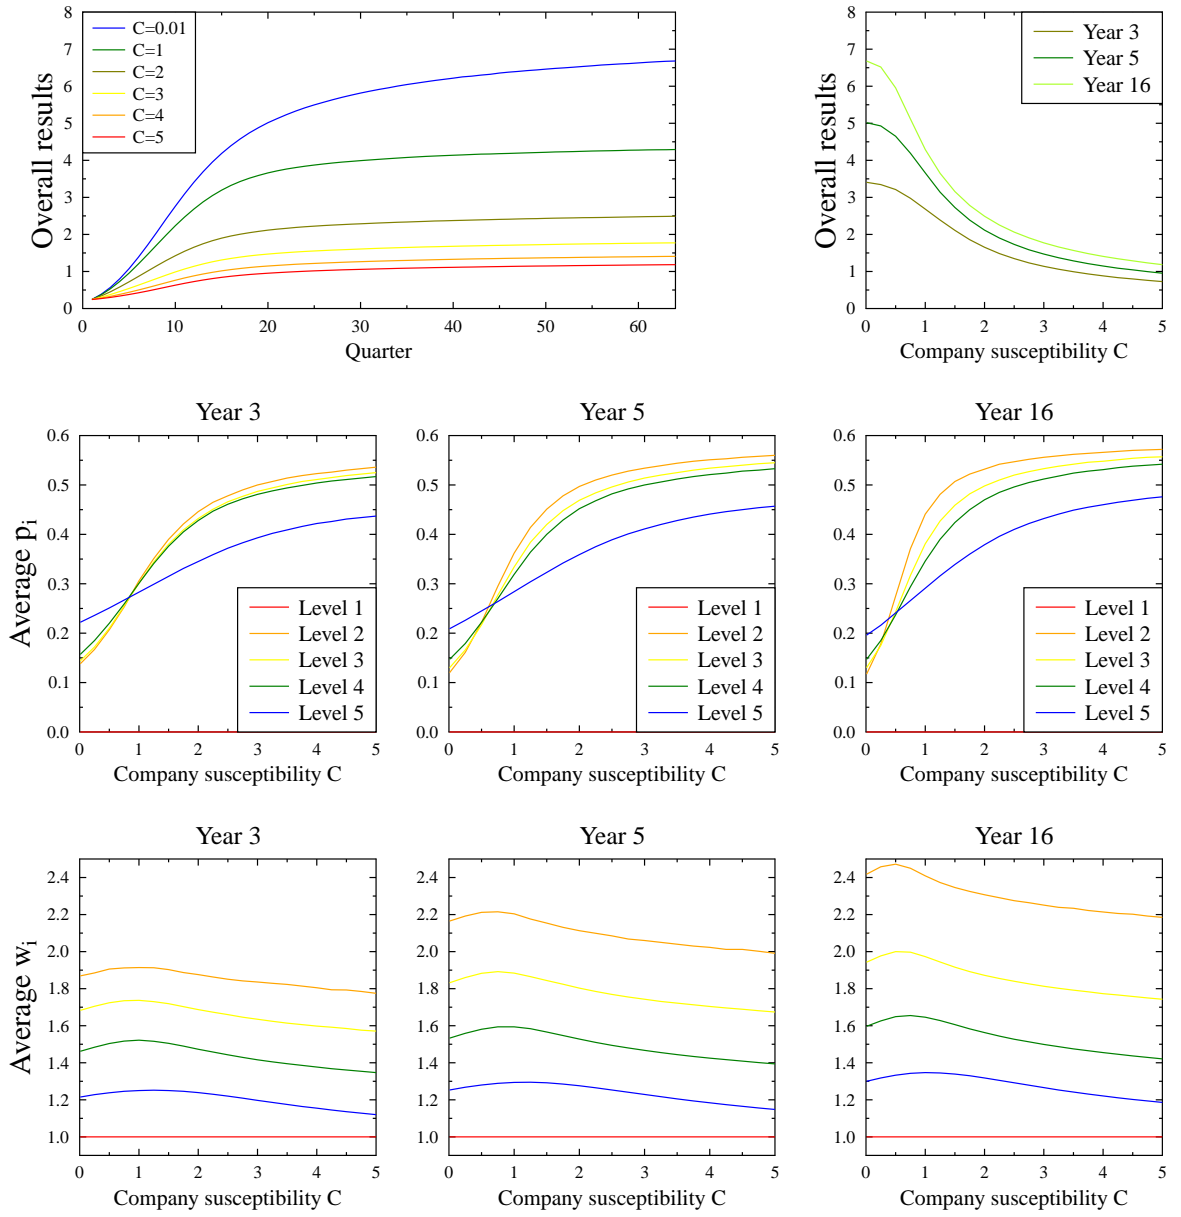 Overall results
8
7
6
5
4
3
2
1
0
C=0.01
C=1
C=2
C=3
C=4
C=5
0 10 20 30 40 50 60
Quarter
Overall results
8
7
6
5
4
3
2
1
0
Year 3
Year 5
Year 16
0 1 2 3 4 5
Company susceptibility C
Year 3
Average p_i
0.6
0.5
0.4
0.3
0.2
0.1
0.0
Level 1
Level 2
Level 3
Level 4
Level 5
0 1 2 3 4 5
Company susceptibility C
Year 5
0.6
0.5
0.4
0.3
0.2
0.1
0.0
Level 1
Level 2
Level 3
Level 4
Level 5
0 1 2 3 4 5
Company susceptibility C
Year 16
0.6
0.5
0.4
0.3
0.2
0.1
0.0
Level 1
Level 2
Level 3
Level 4
Level 5
0 1 2 3 4 5
Company susceptibility C
Year 3
Average w_i
2.4
2.2
2.0
1.8
1.6
1.4
1.2
1.0
0 1 2 3 4 5
Company susceptibility C
Year 5
2.4
2.2
2.0
1.8
1.6
1.4
1.2
1.0
0 1 2 3 4 5
Company susceptibility C
Year 16
2.4
2.2
2.0
1.8
1.6
1.4
1.2
1.0
0 1 2 3 4 5
Company susceptibility C